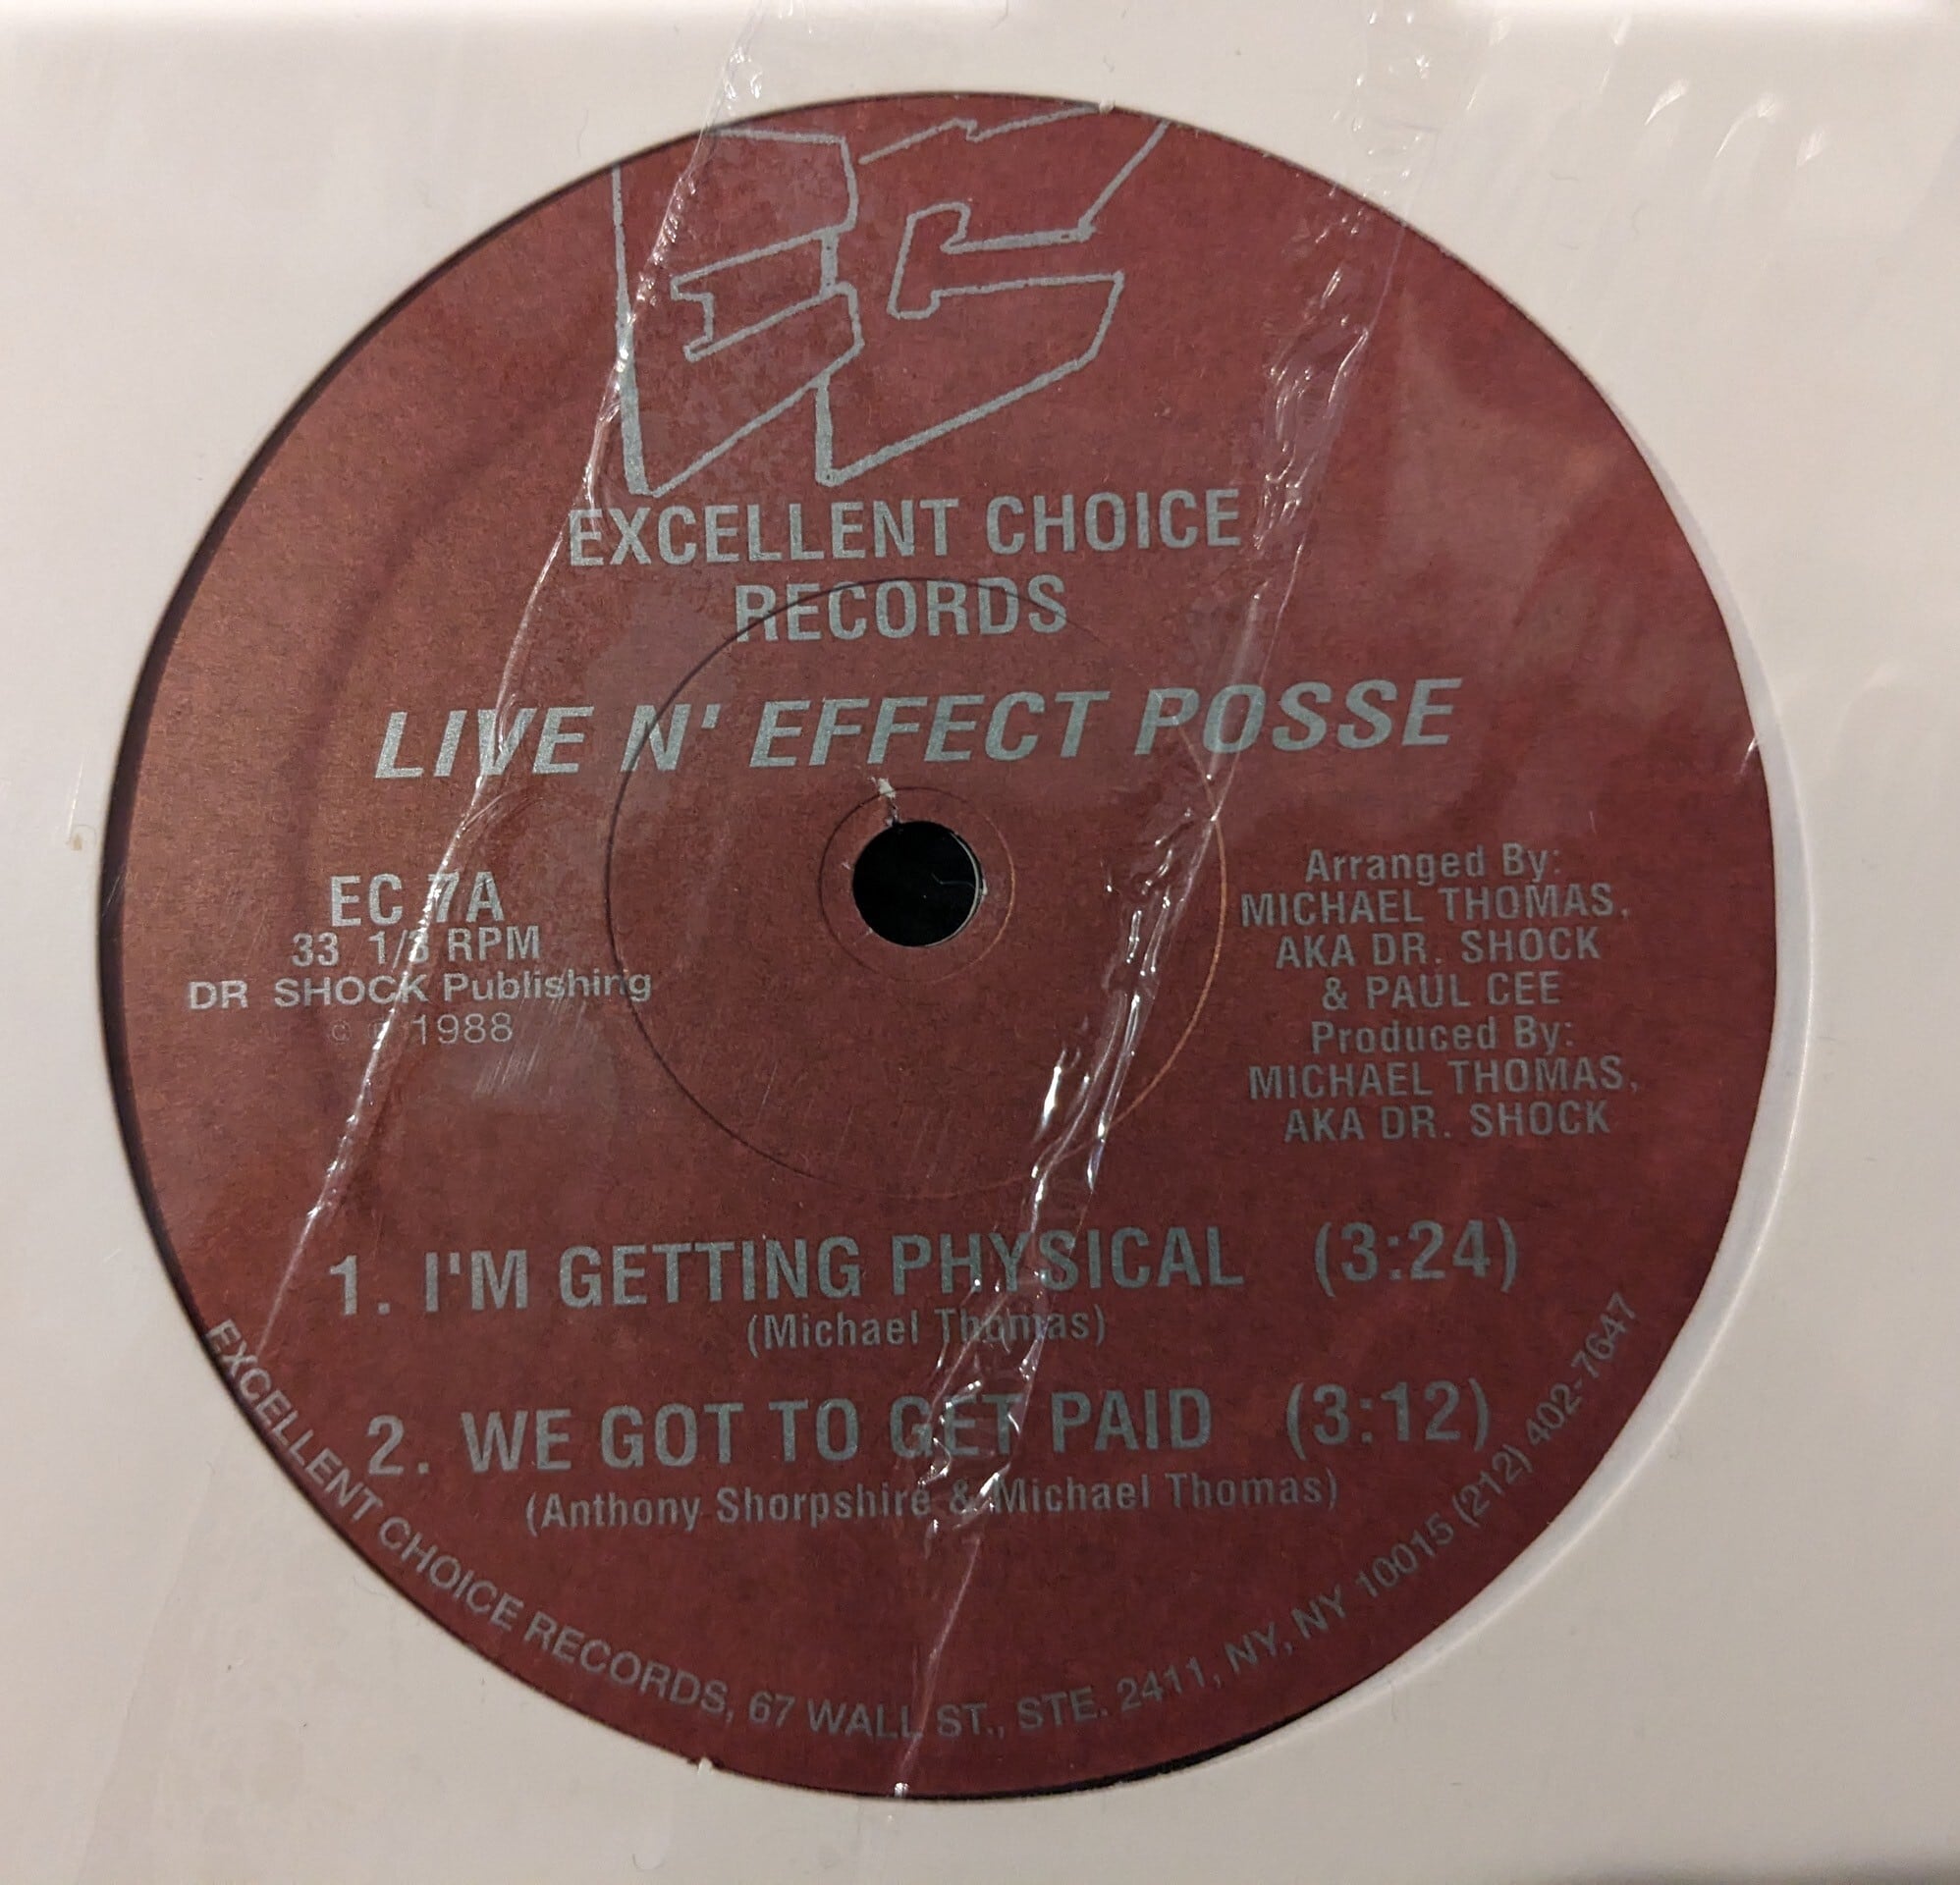 EC
EXCELLENT CHOICE
RECORDS
LIVE N' EFFECT POSSE
EC 7A
33 1/3 RPM
DR SHOCK Publishing
© ℗ 1988
Arranged By:
MICHAEL THOMAS,
AKA DR. SHOCK
& PAUL CEE
Produced By:
MICHAEL THOMAS,
AKA DR. SHOCK
1. I'M GETTING PHYSICAL (3:24)
(Michael Thomas)
2. WE GOT TO GET PAID (3:12)
(Anthony Shorpshire & Michael Thomas)
EXCELLENT CHOICE RECORDS, 67 WALL ST., STE. 2411, NY, NY 10015 (212) 402-7647